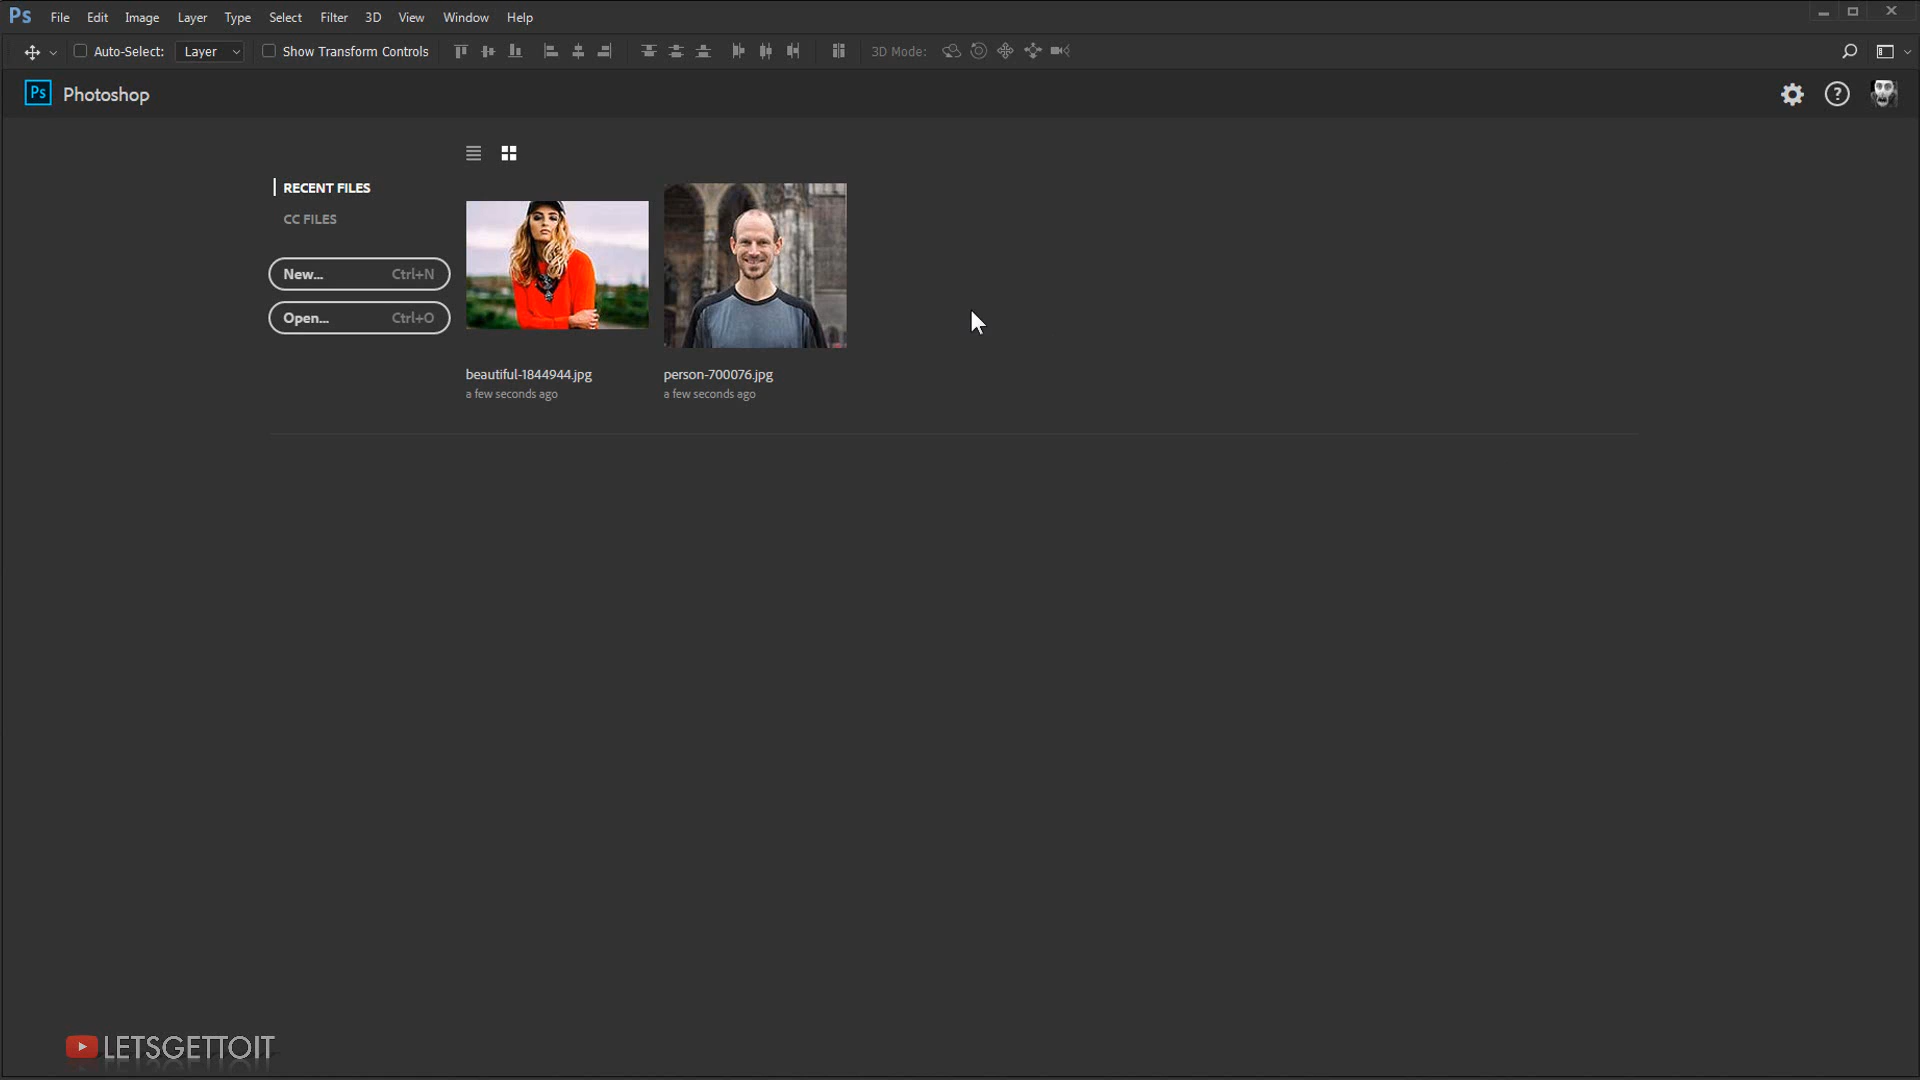 Ps File Edit Image Layer Type Select Filter 3D View Window Help
Auto-Select: Layer Show Transform Controls 3D Mode:
Ps Photoshop
RECENT FILES
CC FILES
New... Ctrl+N
Open... Ctrl+O
beautiful-1844944.jpg
a few seconds ago
person-700076.jpg
a few seconds ago
LETSGETTOIT